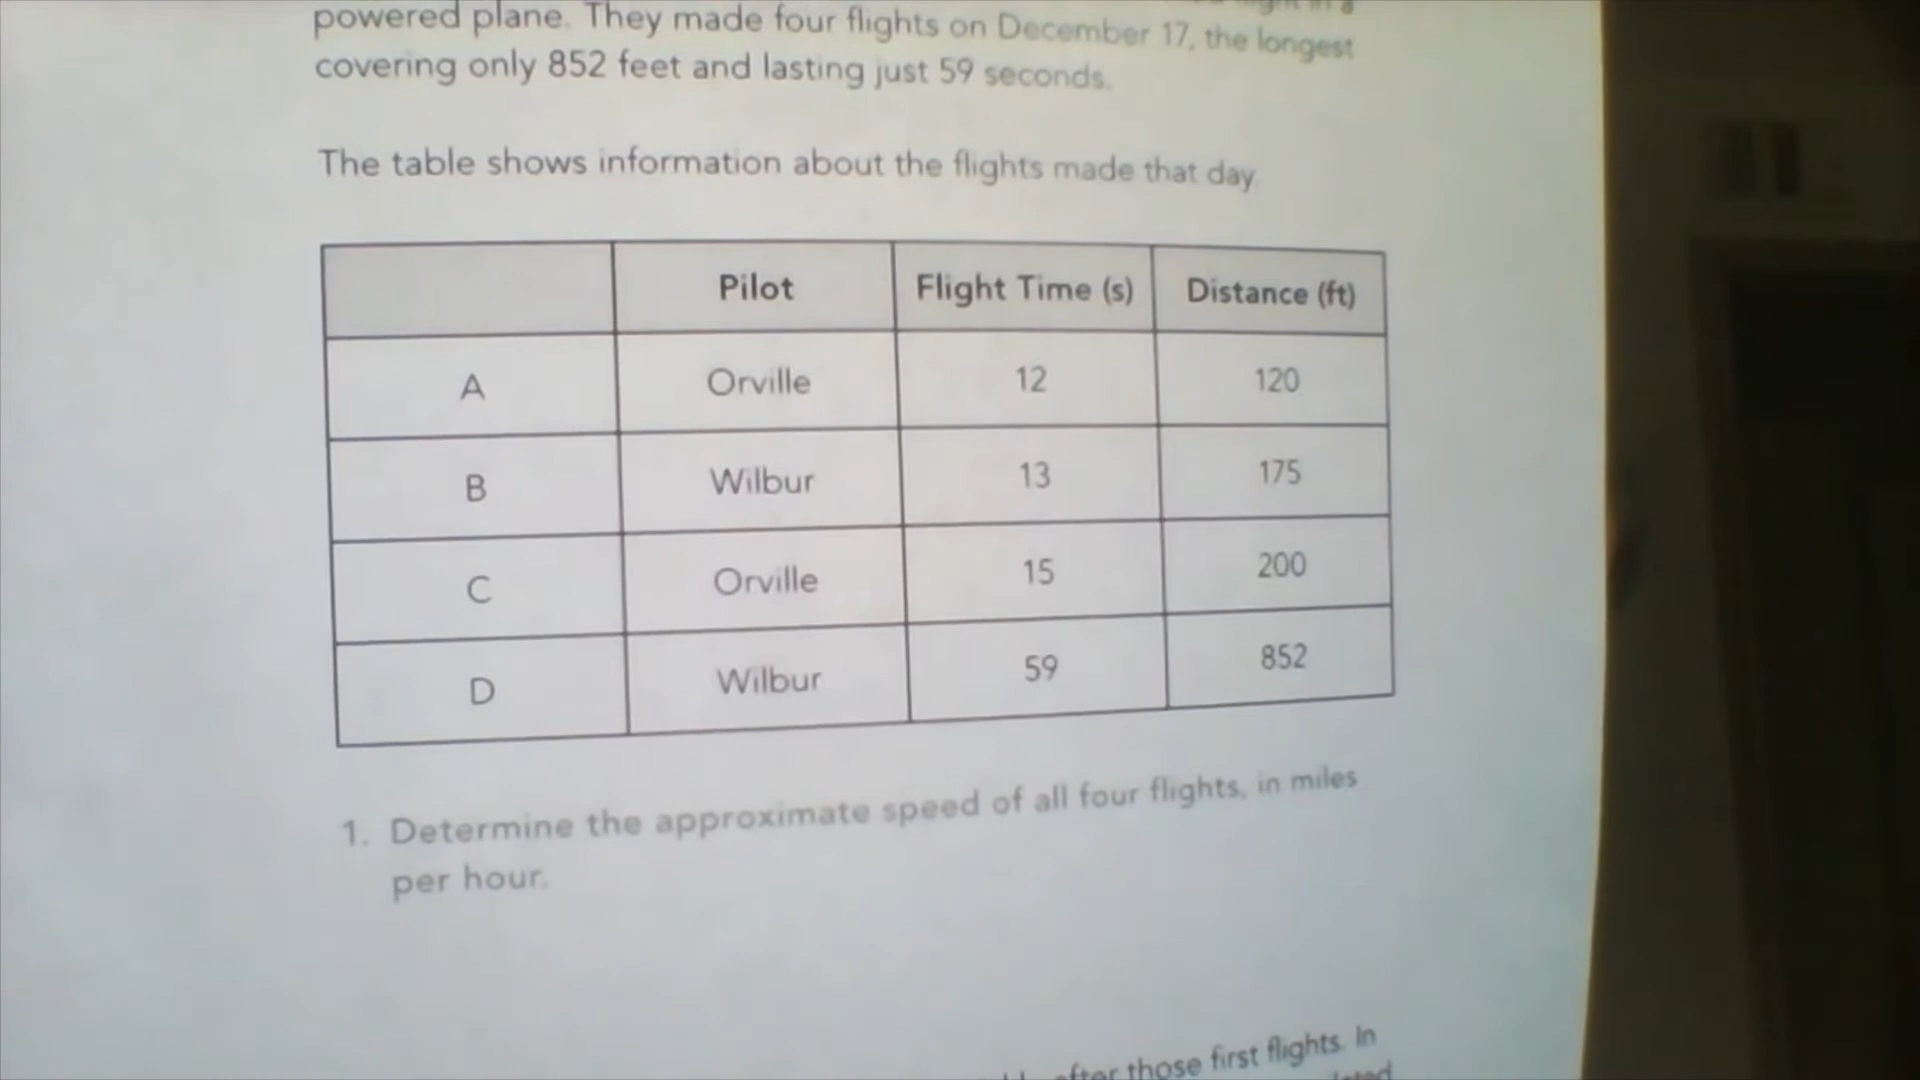 powered plane. They made four flights on December 17, the longest
covering only 852 feet and lasting just 59 seconds.
The table shows information about the flights made that day
Pilot Flight Time (s) Distance (ft)
A Orville 12 120
B Wilbur 13 175
C Orville 15 200
D Wilbur 59 852
1. Determine the approximate speed of all four flights, in miles
per hour.
after those first flights. In